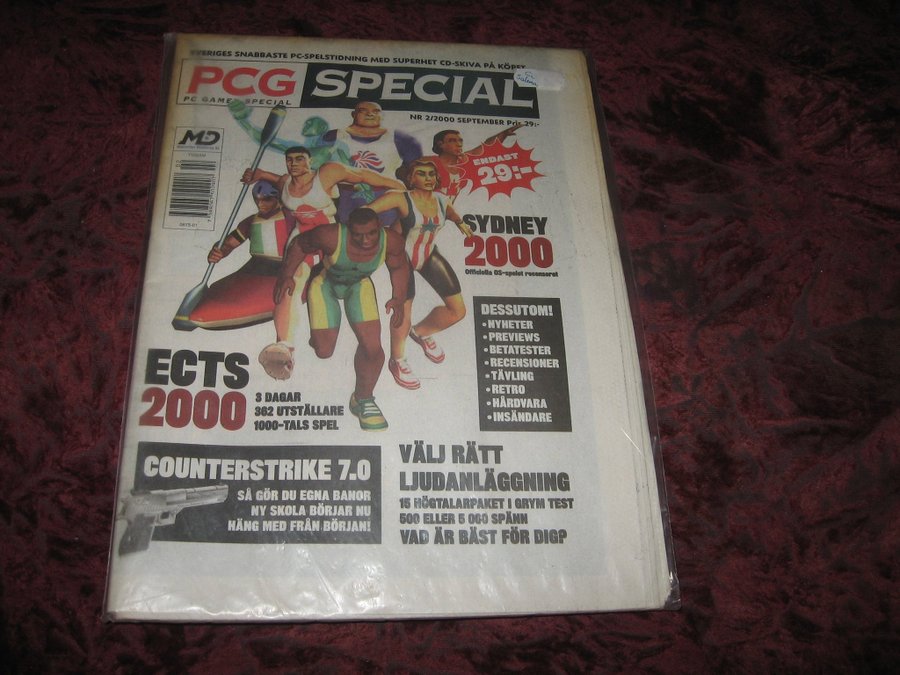 SVERIGES SNABBASTE PC-SPELSTIDNING MED SUPERHET CD-SKIVA PÅ KÖPET
PCG SPECIAL
PC GAMER SPECIAL
NR 2/2000 SEPTEMBER Pris 29:-
MD
ENDAST
29:-
SYDNEY
2000
Officiella OS-spelet recenserat
DESSUTOM!
• NYHETER
• PREVIEWS
• BETATESTER
• RECENSIONER
• TÄVLING
• RETRO
• HÅRDVARA
• INSÄNDARE
ECTS
2000
3 DAGAR
362 UTSTÄLLARE
1000-TALS SPEL
COUNTERSTRIKE 7.0
SÅ GÖR DU EGNA BANOR
NY SKOLA BÖRJAR NU
HÄNG MED FRÅN BÖRJAN!
VÄLJ RÄTT
LJUDANLÄGGNING
15 HÖGTALARPAKET I GRYM TEST
500 ELLER 5 000 SPÄNN
VAD ÄR BÄST FÖR DIG?